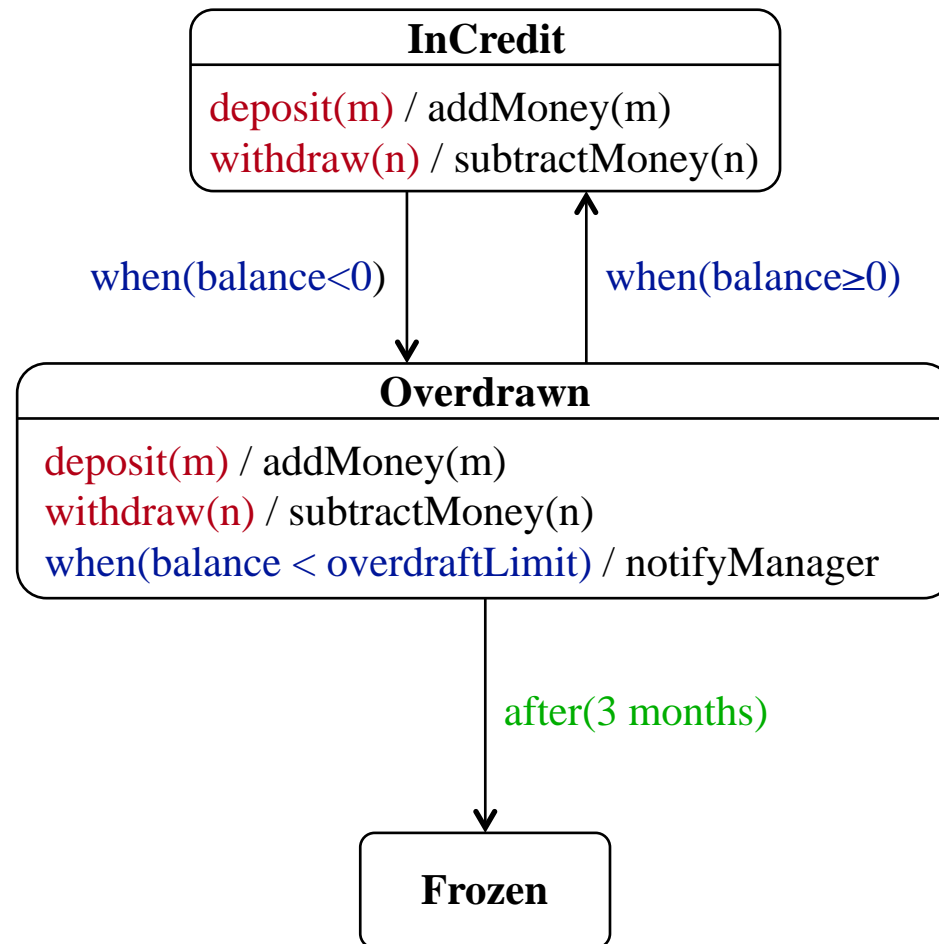 InCredit
deposit(m) / addMoney(m)
withdraw(n) / subtractMoney(n)
when(balance<0)
when(balance≥0)
Overdrawn
deposit(m) / addMoney(m)
withdraw(n) / subtractMoney(n)
when(balance < overdraftLimit) / notifyManager
after(3 months)
Frozen